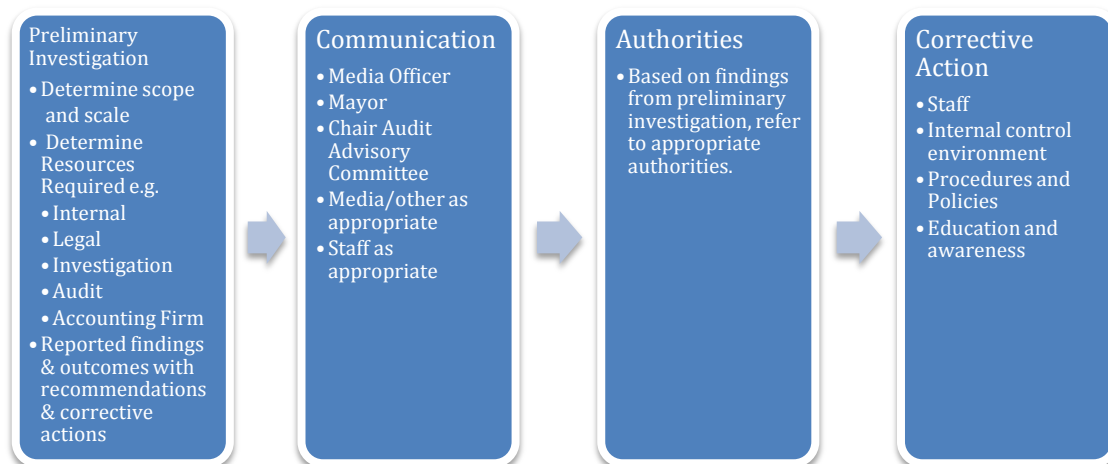 Preliminary
Investigation
•Determine scope
and scale
• Determine
Resources
Required e.g.
•Internal
•Legal
•Investigation
•Audit
•Accounting Firm
•Reported findings
& outcomes with
recommendations
& corrective
actions
Communication
•Media Officer
•Mayor
•Chair Audit
Advisory
Committee
•Media/other as
appropriate
•Staff as
appropriate
Authorities
•Based on findings
from preliminary
investigation, refer
to appropriate
authorities.
Corrective
Action
•Staff
•Internal control
environment
•Procedures and
Policies
•Education and
awareness